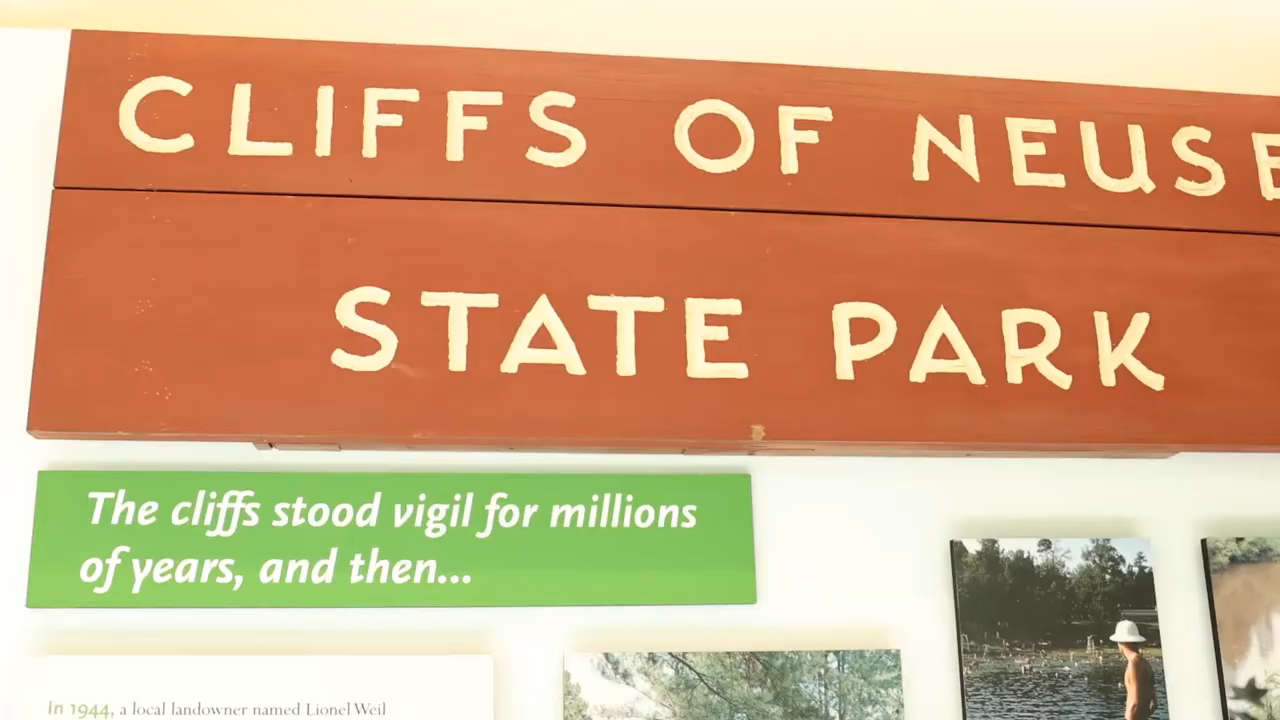 CLIFFS OF NEUSE
STATE PARK
The cliffs stood vigil for millions
of years, and then...
In 1944, a local landowner named Lionel Weil